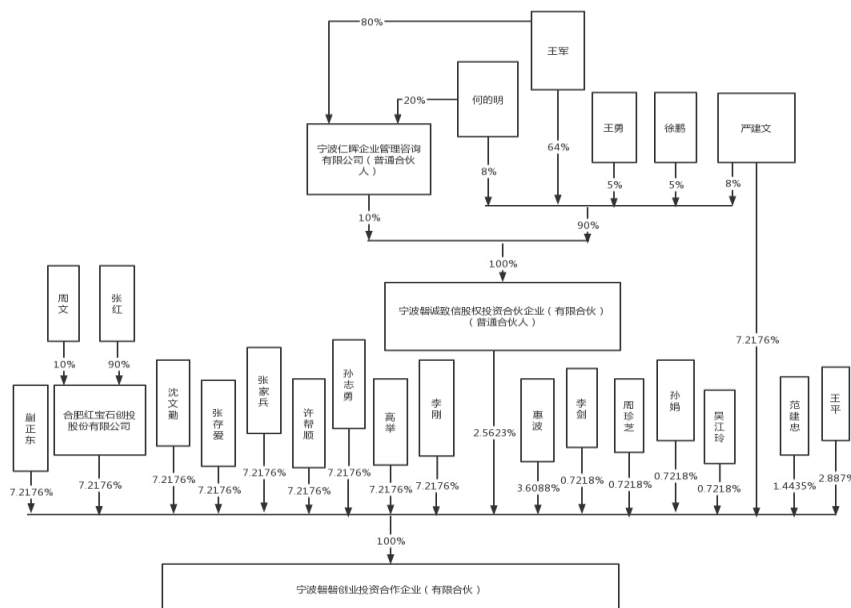 80%
王军
何的明
20%
王勇
徐鹏
严建文
宁波仁晖企业管理咨询
有限公司（普通合伙
人）
64%
8%
5%
5%
8%
10%
90%
100%
周文
张红
宁波磐诚致信股权投资合伙企业（有限合伙）
（普通合伙人）
10%
90%
7.2176%
蒯正东
合肥红宝石创投
股份有限公司
沈文勤
张存爱
张家兵
许帮顺
孙志勇
高举
李刚
2.5623%
惠波
李剑
周珍芝
孙娟
吴江玲
范建忠
王平
7.2176%
7.2176%
7.2176%
7.2176%
7.2176%
7.2176%
7.2176%
7.2176%
7.2176%
3.6088%
0.7218%
0.7218%
0.7218%
0.7218%
1.4435%
2.887%
100%
宁波磐磐创业投资合作企业（有限合伙）